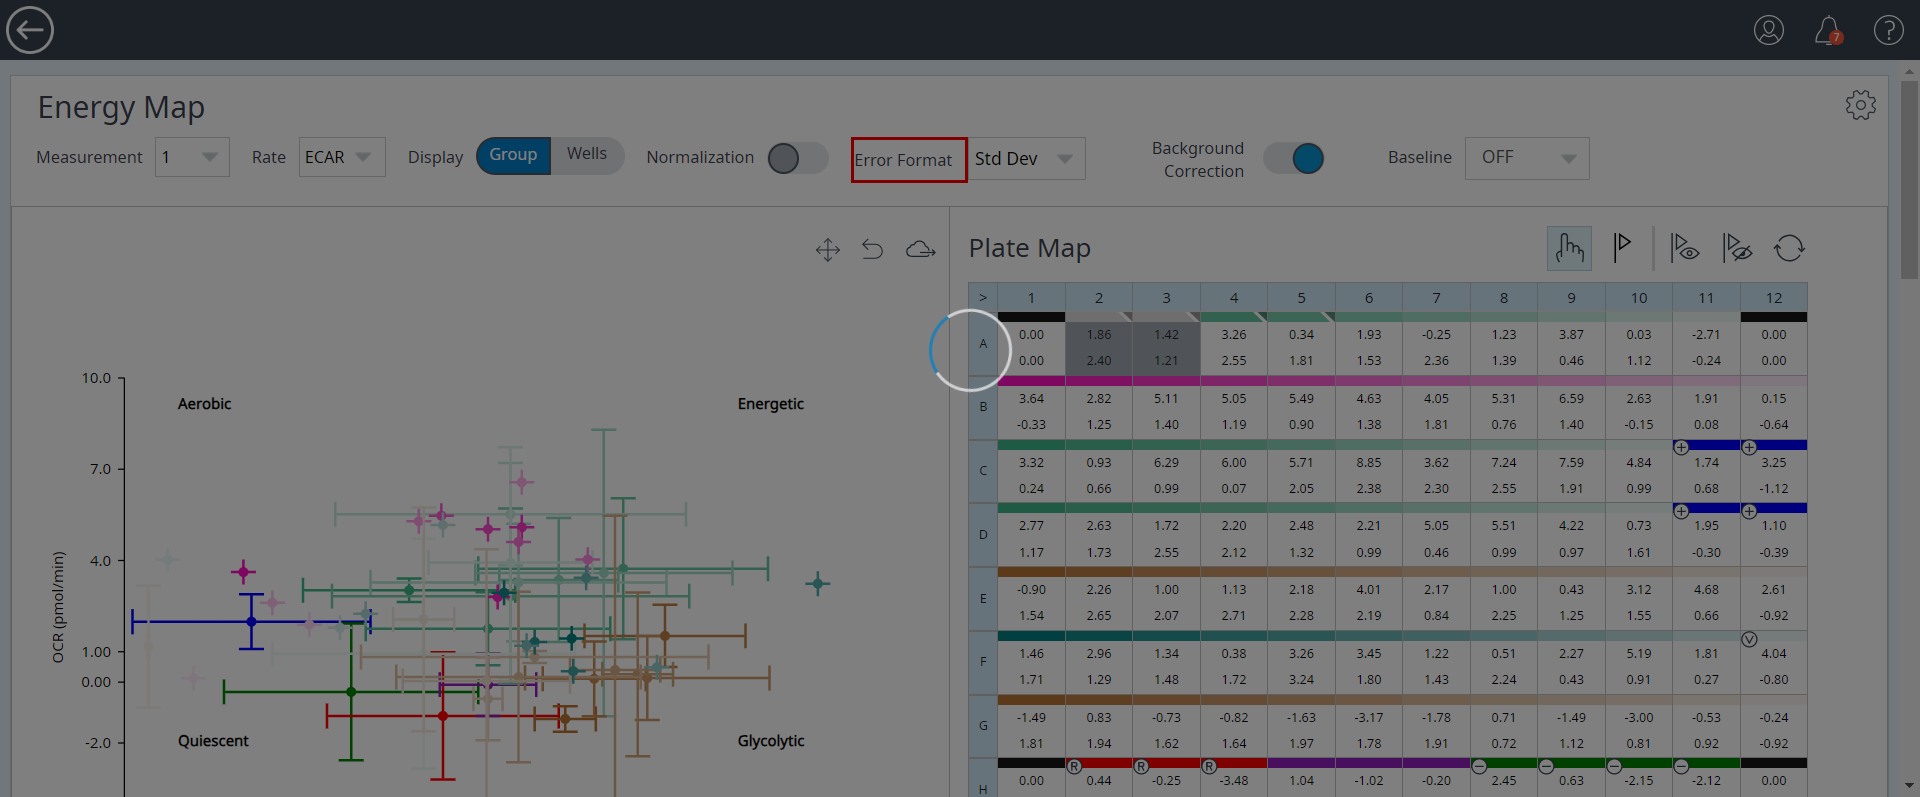 7
Energy Map
Measurement 1 Rate ECAR Display Group Wells Normalization Error Format Std Dev Background Correction Baseline OFF
Plate Map
> 1 2 3 4 5 6 7 8 9 10 11 12
A 0.00 1.86 1.42 3.26 0.34 1.93 -0.25 1.23 3.87 0.03 -2.71 0.00
0.00 2.40 1.21 2.55 1.81 1.53 2.36 1.39 0.46 1.12 -0.24 0.00
B 3.64 2.82 5.11 5.05 5.49 4.63 4.05 5.31 6.59 2.63 1.91 0.15
-0.33 1.25 1.40 1.19 0.90 1.38 1.81 0.76 1.40 -0.15 0.08 -0.64
C 3.32 0.93 6.29 6.00 5.71 8.85 3.62 7.24 7.59 4.84 1.74 3.25
0.24 0.66 0.99 0.07 2.05 2.38 2.30 2.55 1.91 0.99 0.68 -1.12
D 2.77 2.63 1.72 2.20 2.48 2.21 5.05 5.51 4.22 0.73 1.95 1.10
1.17 1.73 2.55 2.12 1.32 0.99 0.46 0.99 0.97 1.61 -0.30 -0.39
E -0.90 2.26 1.00 1.13 2.18 4.01 2.17 1.00 0.43 3.12 4.68 2.61
1.54 2.65 2.07 2.71 2.28 2.19 0.84 2.25 1.25 1.55 0.66 -0.92
V
F 1.46 2.96 1.34 0.38 3.26 3.45 1.22 0.51 2.27 5.19 1.81 4.04
1.71 1.29 1.48 1.72 3.24 1.80 1.43 2.24 0.43 0.91 0.27 -0.80
G -1.49 0.83 -0.73 -0.82 -1.63 -3.17 -1.78 0.71 -1.49 -3.00 -0.53 -0.24
1.81 1.94 1.62 1.64 1.97 1.78 1.91 0.72 1.12 0.81 0.92 -0.92
R R R
H 0.00 0.44 -0.25 -3.48 1.04 -1.02 -0.20 2.45 0.63 -2.15 -2.12 0.00
10.0
Aerobic Energetic
7.0
4.0
OCR (pmol/min)
1.00
0.00
-2.0
Quiescent Glycolytic